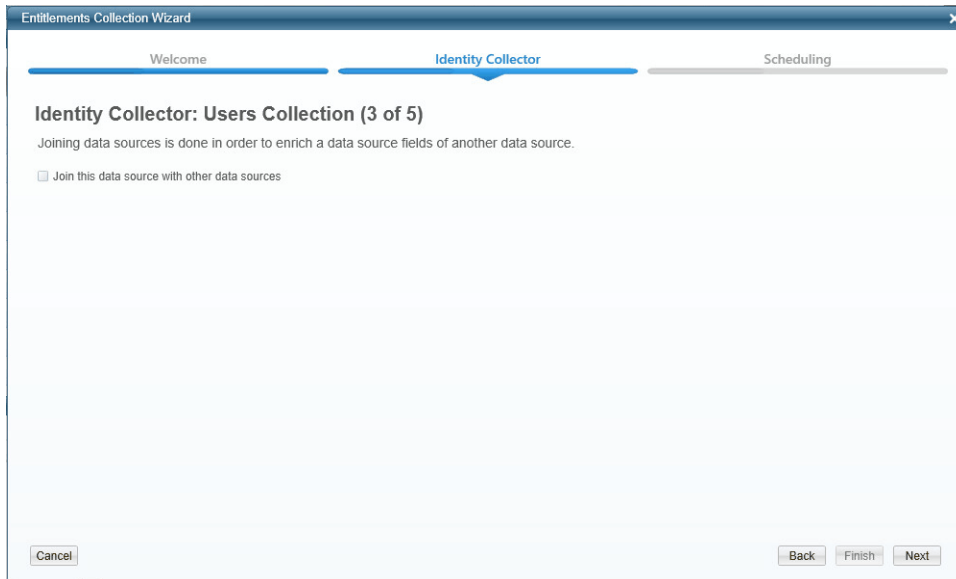 Entitlements Collection Wizard
Welcome
Identity Collector
Scheduling
Identity Collector: Users Collection (3 of 5)
Joining data sources is done in order to enrich a data source fields of another data source.
Join this data source with other data sources
Cancel
Back
Finish
Next